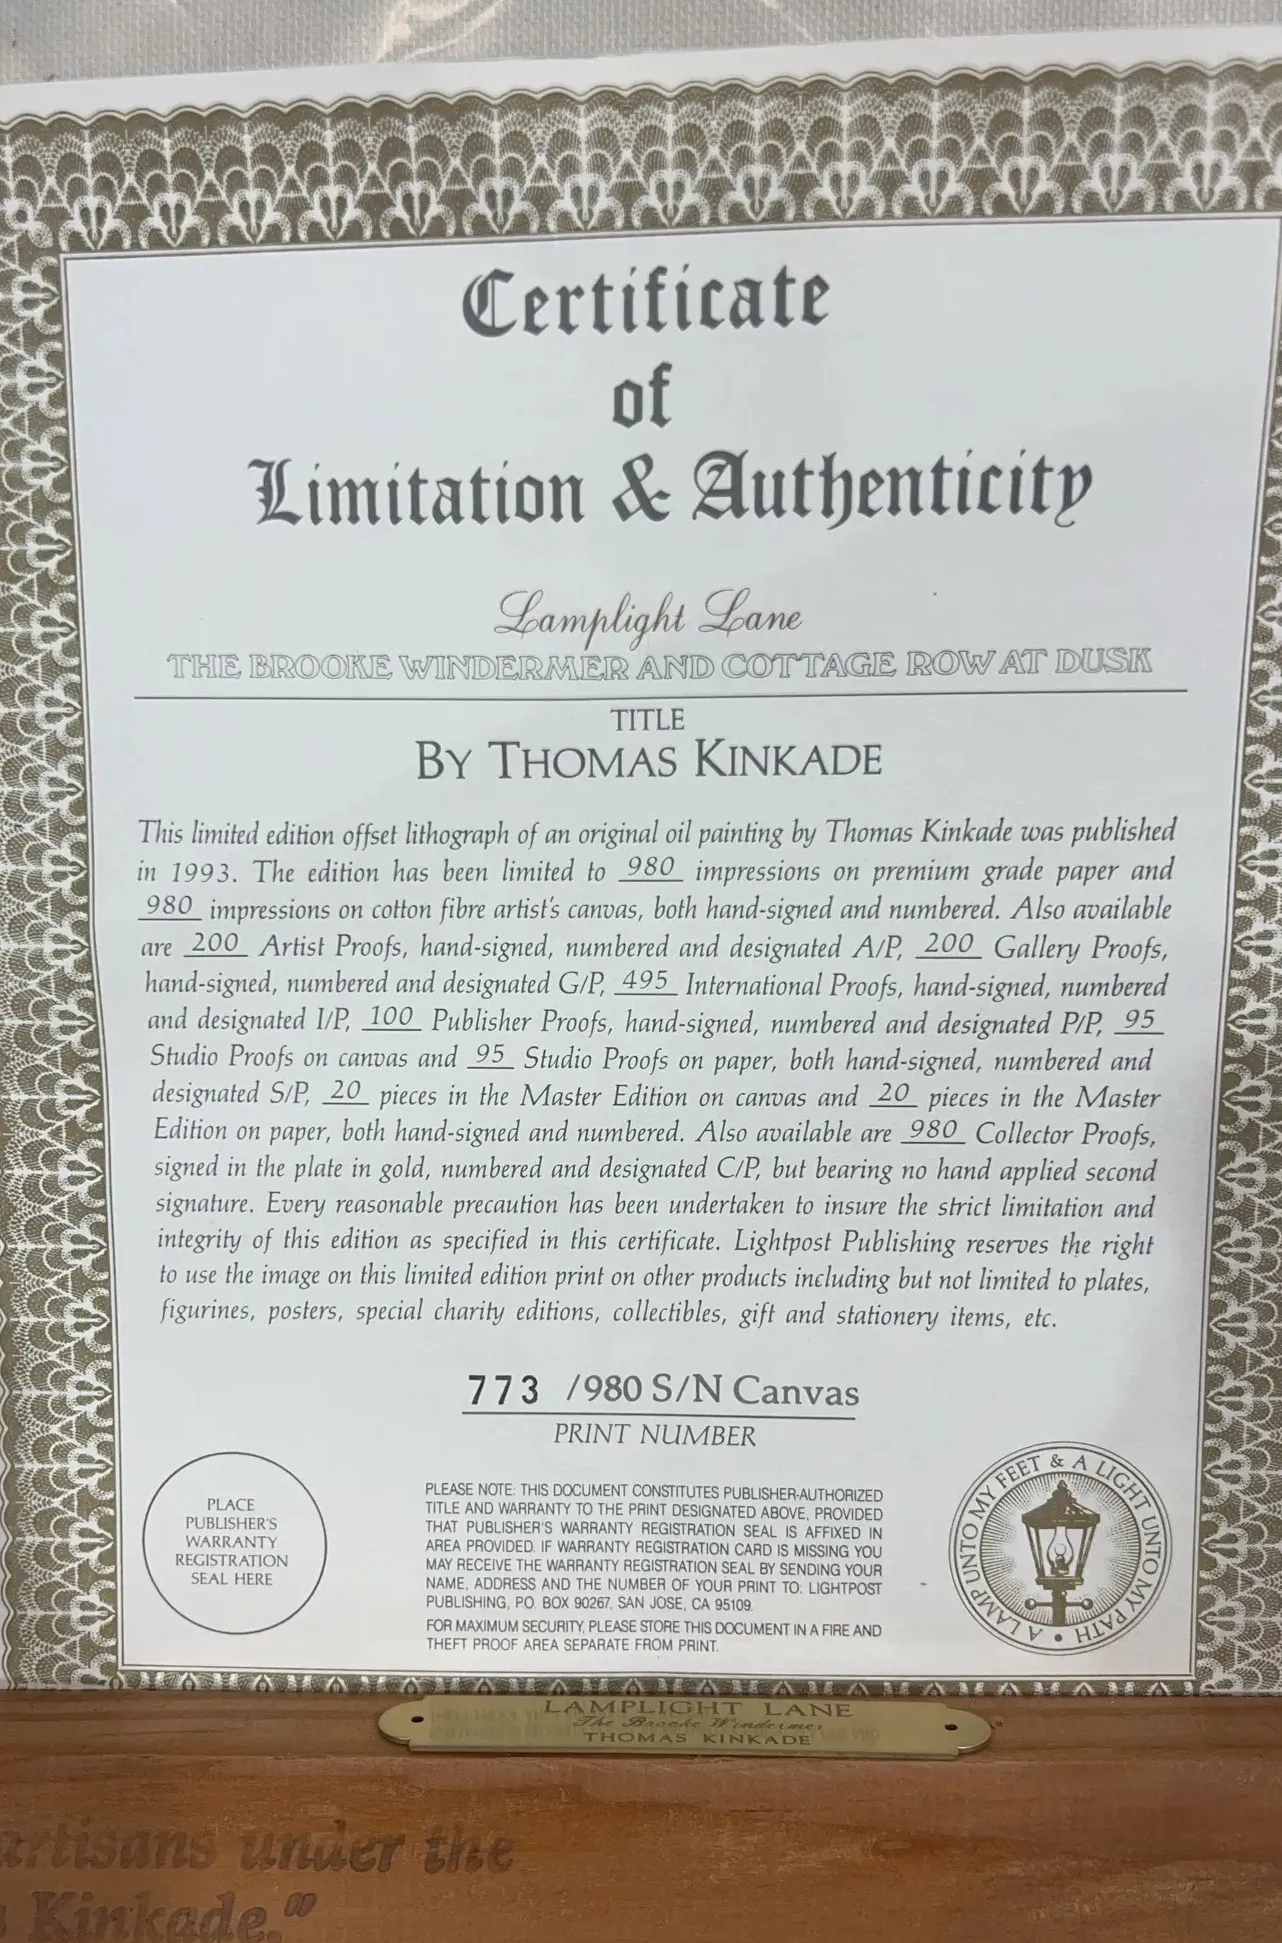 Certificate
of
Limitation & Authenticity
Lamplight Lane
THE BROOKE WINDERMER AND COTTAGE ROW AT DUSK
TITLE
BY THOMAS KINKADE
This limited edition offset lithograph of an original oil painting by Thomas Kinkade was published
in 1993. The edition has been limited to 980 impressions on premium grade paper and
980 impressions on cotton fibre artist's canvas, both hand-signed and numbered. Also available
are 200 Artist Proofs, hand-signed, numbered and designated A/P, 200 Gallery Proofs,
hand-signed, numbered and designated G/P, 495 International Proofs, hand-signed, numbered
and designated I/P, 100 Publisher Proofs, hand-signed, numbered and designated P/P, 95
Studio Proofs on canvas and 95 Studio Proofs on paper, both hand-signed, numbered and
designated S/P, 20 pieces in the Master Edition on canvas and 20 pieces in the Master
Edition on paper, both hand-signed and numbered. Also available are 980 Collector Proofs,
signed in the plate in gold, numbered and designated C/P, but bearing no hand applied second
signature. Every reasonable precaution has been undertaken to insure the strict limitation and
integrity of this edition as specified in this certificate. Lightpost Publishing reserves the right
to use the image on this limited edition print on other products including but not limited to plates,
figurines, posters, special charity editions, collectibles, gift and stationery items, etc.
773 /980 S/N Canvas
PRINT NUMBER
PLACE
PUBLISHER'S
WARRANTY
REGISTRATION
SEAL HERE
PLEASE NOTE: THIS DOCUMENT CONSTITUTES PUBLISHER-AUTHORIZED
TITLE AND WARRANTY TO THE PRINT DESIGNATED ABOVE, PROVIDED
THAT PUBLISHER'S WARRANTY REGISTRATION SEAL IS AFFIXED IN
AREA PROVIDED. IF WARRANTY REGISTRATION CARD IS MISSING YOU
MAY RECEIVE THE WARRANTY REGISTRATION SEAL BY SENDING YOUR
NAME, ADDRESS AND THE NUMBER OF YOUR PRINT TO: LIGHTPOST
PUBLISHING, P.O. BOX 90267, SAN JOSE, CA 95109.
FOR MAXIMUM SECURITY, PLEASE STORE THIS DOCUMENT IN A FIRE AND
THEFT PROOF AREA SEPARATE FROM PRINT.
A LAMP UNTO MY FEET & A LIGHT UNTO MY PATH •
LAMPLIGHT LANE
The Brooke Windermer
THOMAS KINKADE
artisans under the
Kinkade."